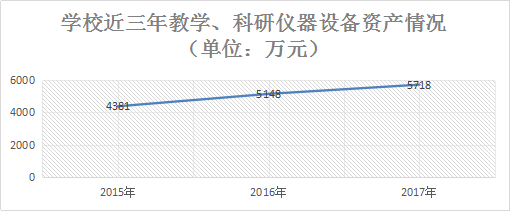 学校近三年教学、科研仪器设备资产情况
（单位：万元）
6000
4000
2000
0
4381
5148
5718
2015年
2016年
2017年